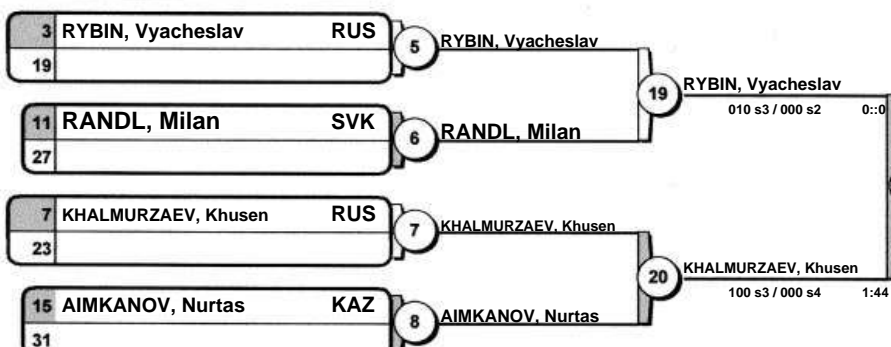 3 RYBIN, Vyacheslav RUS
19
5
RYBIN, Vyacheslav
11 RANDL, Milan SVK
27
6
RANDL, Milan
19
RYBIN, Vyacheslav
010 s3 / 000 s2 0::0
7 KHALMURZAEV, Khusen RUS
23
7
KHALMURZAEV, Khusen
15 AIMKANOV, Nurtas KAZ
31
8
AIMKANOV, Nurtas
20
KHALMURZAEV, Khusen
100 s3 / 000 s4 1:44